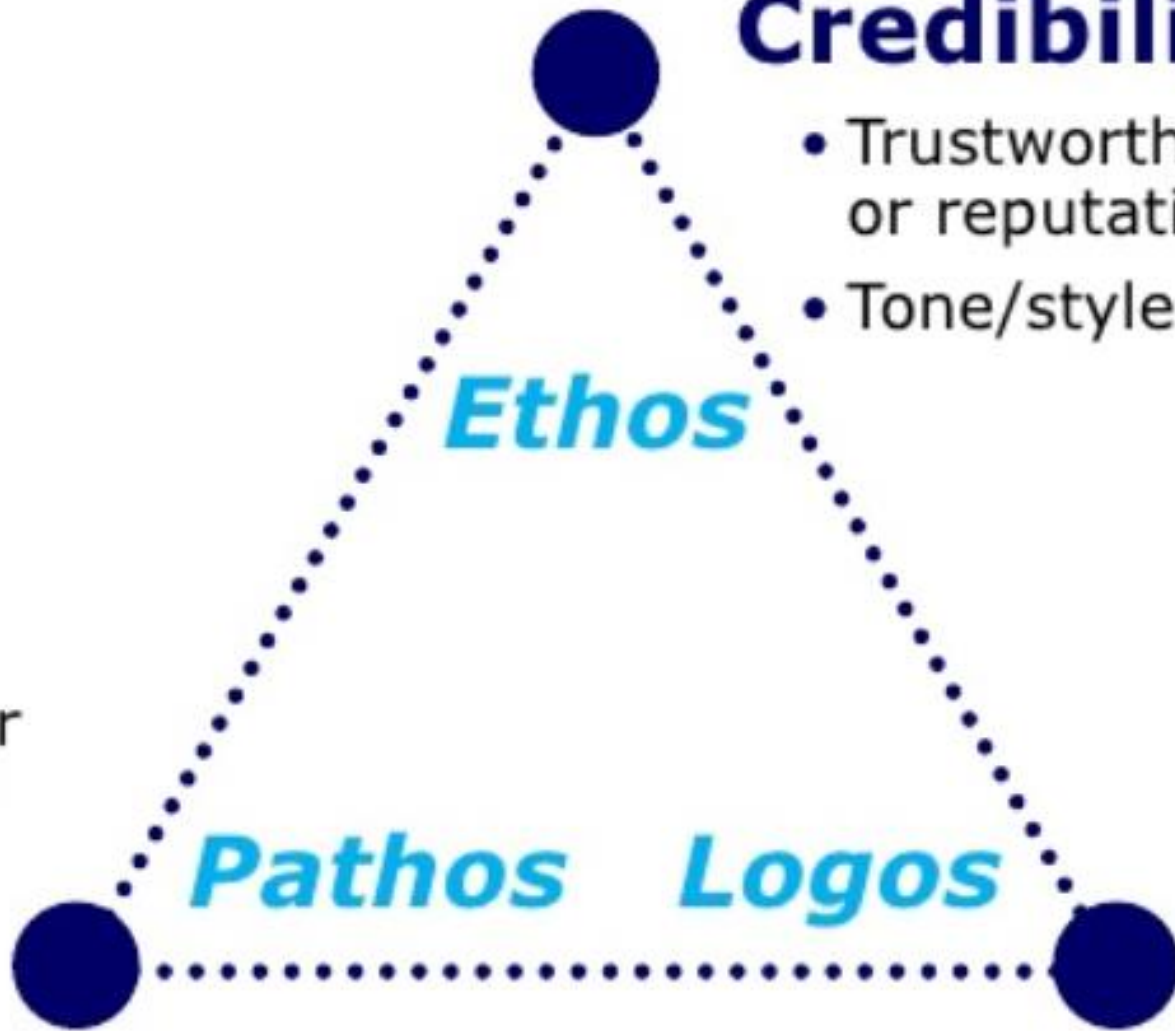 Credibili
• Trustworth
or reputati
• Tone/style
Ethos
r
Pathos Logos